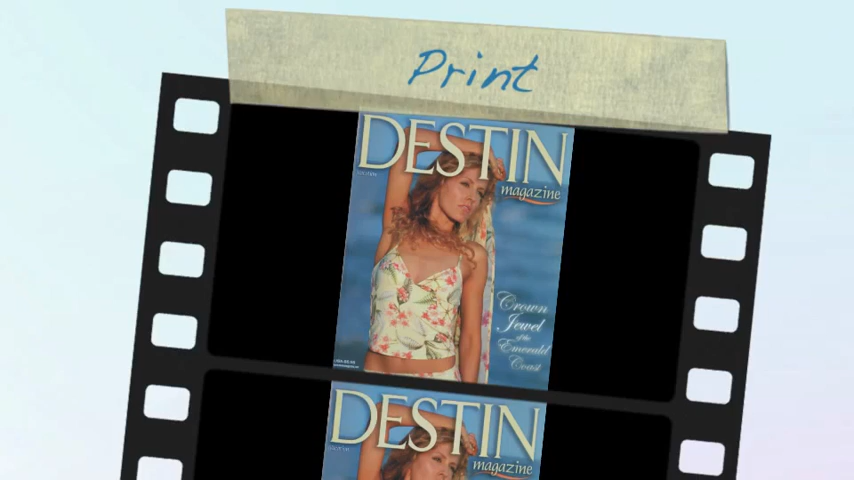 Print
DESTIN
magazine
Crown
Jewel
of the
Emerald
Coast
DESTIN
magazine